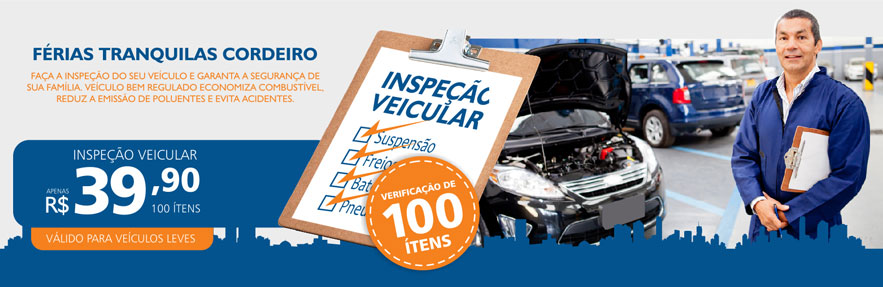 FÉRIAS TRANQUILAS CORDEIRO
FAÇA A INSPEÇÃO DO SEU VEÍCULO E GARANTA A SEGURANÇA DE
SUA FAMÍLIA. VEÍCULO BEM REGULADO ECONOMIZA COMBUSTÍVEL,
REDUZ A EMISSÃO DE POLUENTES E EVITA ACIDENTES.
INSPEÇÃO VEICULAR
APENAS
R$ 39,90
100 ÍTENS
VÁLIDO PARA VEÍCULOS LEVES
INSPEÇÃO
VEICULAR
Suspensão
Freio
Bat
Pneu
VERIFICAÇÃO DE
100
ÍTENS